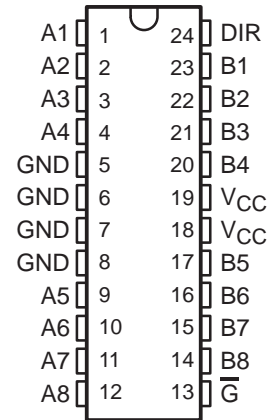 A1 1 24 DIR
A2 2 23 B1
A3 3 22 B2
A4 4 21 B3
GND 5 20 B4
GND 6 19 VCC
GND 7 18 VCC
GND 8 17 B5
A5 9 16 B6
A6 10 15 B7
A7 11 14 B8
A8 12 13 G̅